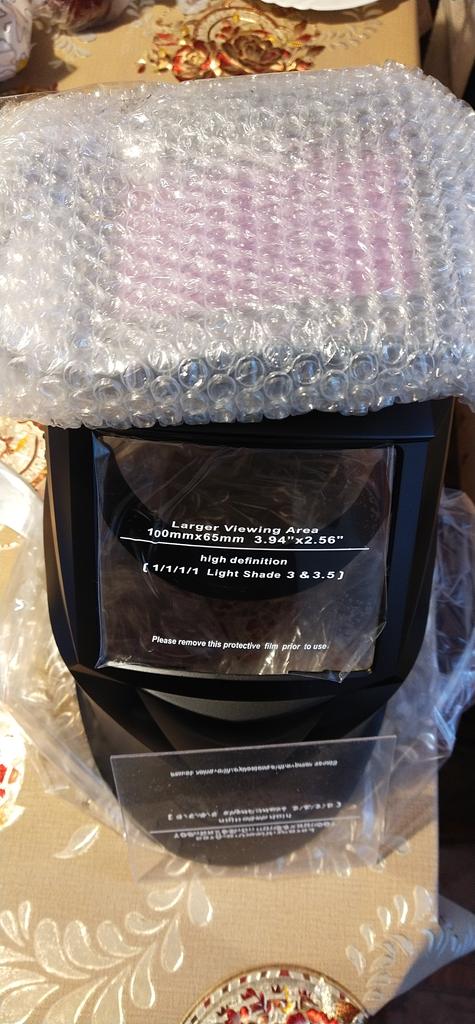 Larger Viewing Area
100mmx65mm 3.94"x2.56"
high definition
[ 1/1/1/1 Light Shade 3 & 3.5 ]
Please remove this protective film prior to use.